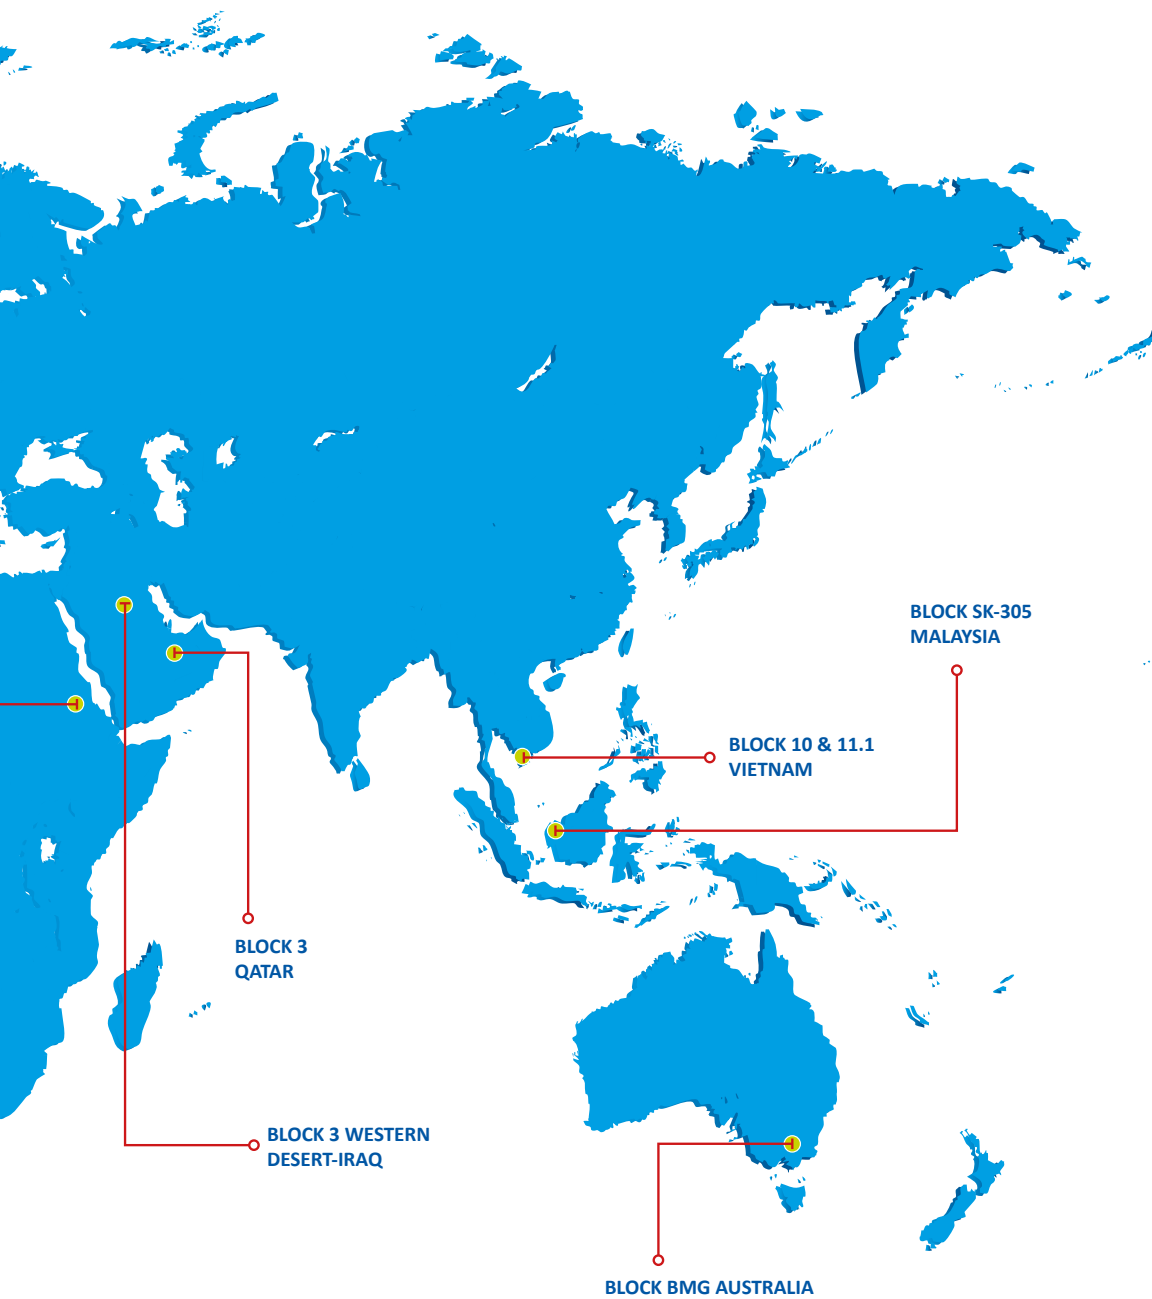 BLOCK SK-305
MALAYSIA
BLOCK 10 & 11.1
VIETNAM
BLOCK 3
QATAR
BLOCK 3 WESTERN
DESERT-IRAQ
BLOCK BMG AUSTRALIA